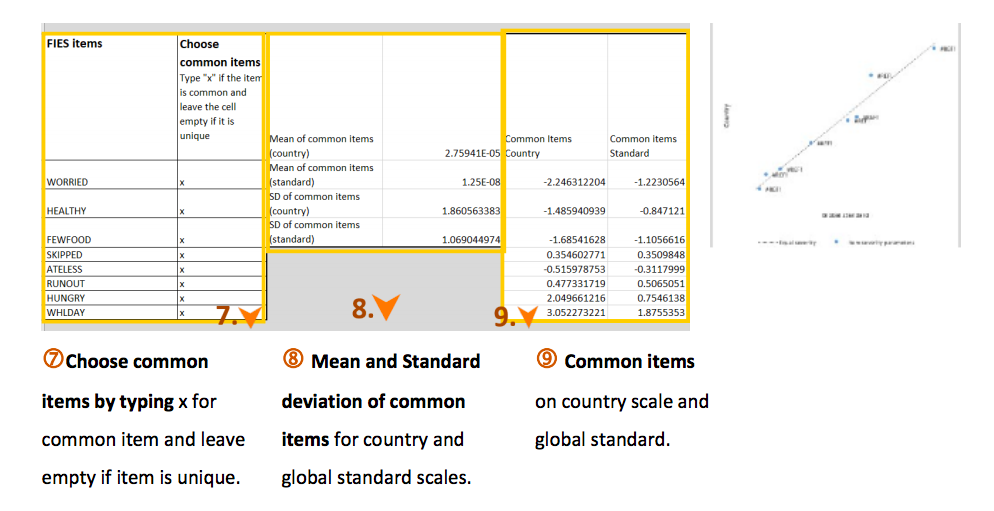 FIES items
Choose
common items
Type "x" if the item
is common and
leave the cell
empty if it is
unique
Mean of common items
(country) 2.75941E-05
Common Items
Country
Common items
Standard
WORRIED x
Mean of common items
(standard) 1.25E-08
-2.246312204 -1.2230564
HEALTHY x
SD of common items
(country) 1.860563383
-1.485940939 -0.847121
FEWFOOD x
SD of common items
(standard) 1.069044974
-1.68541628 -1.1056616
SKIPPED x 0.354602771 0.3509848
ATELESS x -0.515978753 -0.3117999
RUNOUT x 0.477331719 0.5065051
HUNGRY x 2.049661216 0.7546138
WHLDAY x 3.052273221 1.8755353
7. 8. 9.
Country
⑦Choose common
items by typing x for
common item and leave
empty if item is unique.
⑧ Mean and Standard
deviation of common
items for country and
global standard scales.
⑨ Common items
on country scale and
global standard.